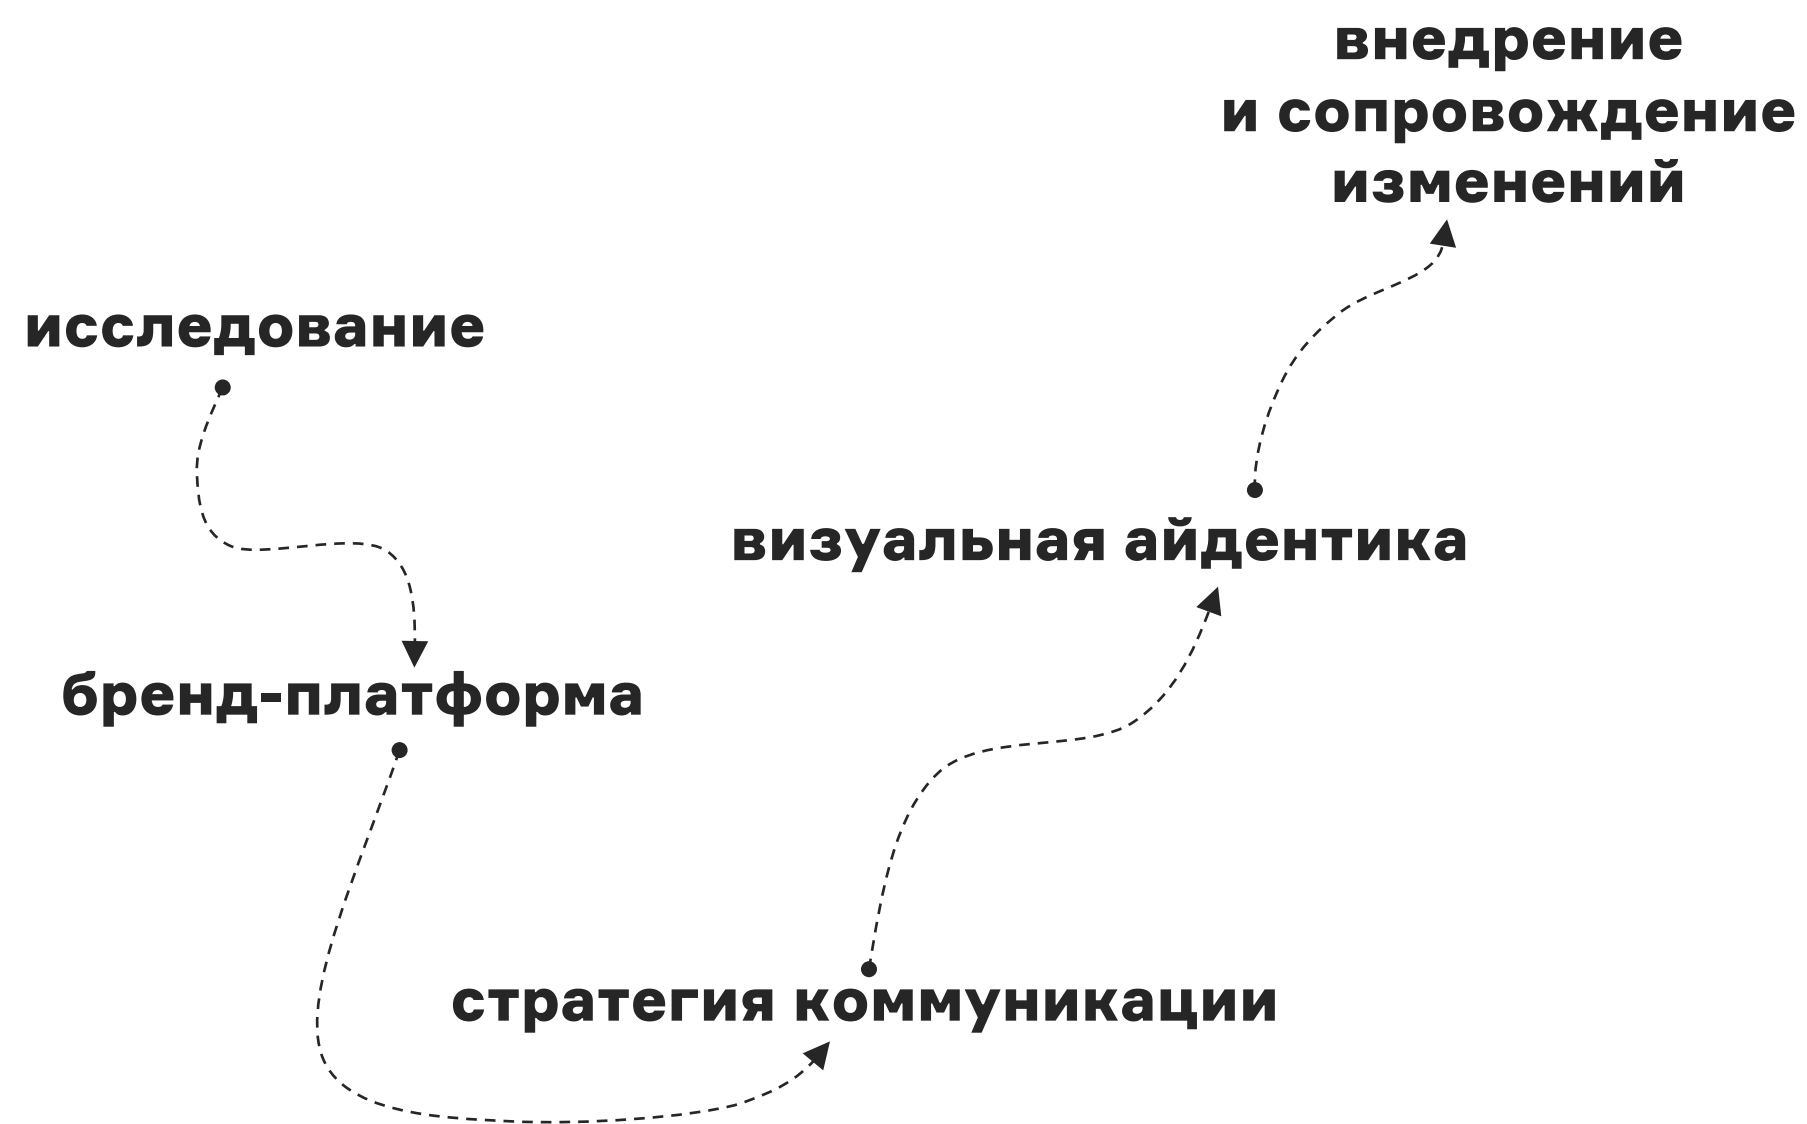 исследование
бренд-платформа
стратегия коммуникации
визуальная айдентика
внедрение
и сопровождение
изменений